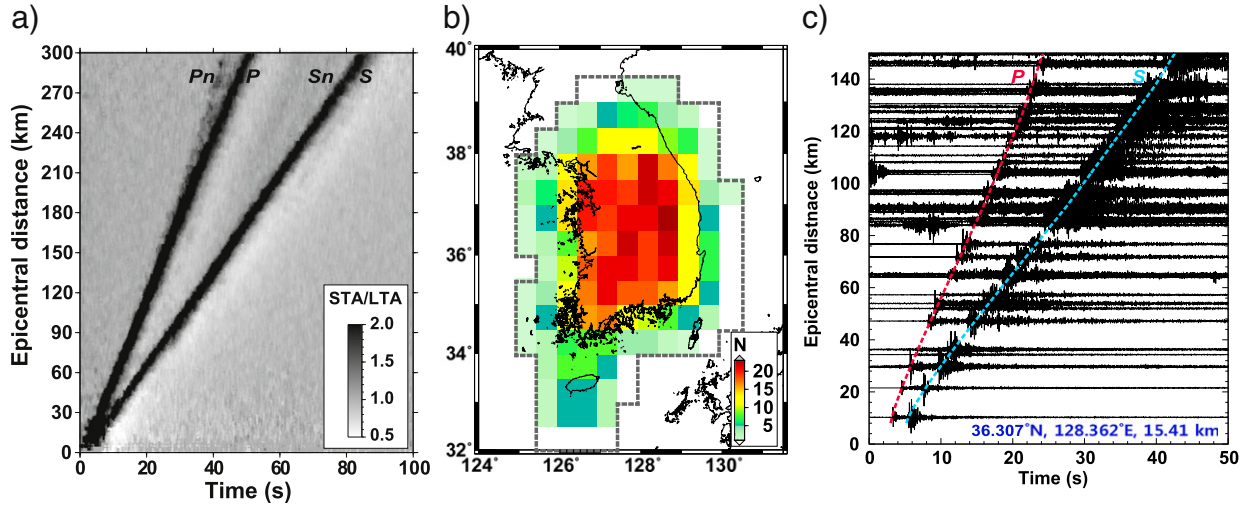 a)
b)
c)
Pn P Sn S
300
270
240
210
180
150
120
90
60
30
0
Epicentral distance (km)
STA/LTA
2.0
1.5
1.0
0.5
0 20 40 60 80 100
Time (s)
40°
38°
36°
34°
32°
N
20
15
10
5
124° 126° 128° 130°
P S
140
120
100
80
60
40
20
0
Epicentral distnace (km)
36.307°N, 128.362°E, 15.41 km
0 10 20 30 40 50
Time (s)